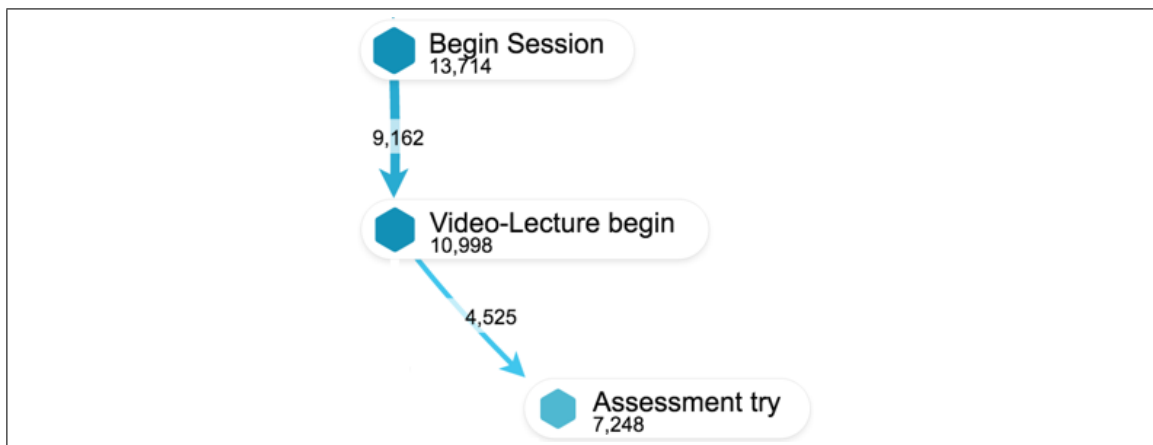 Begin Session
13,714
9,162
Video-Lecture begin
10,998
4,525
Assessment try
7,248